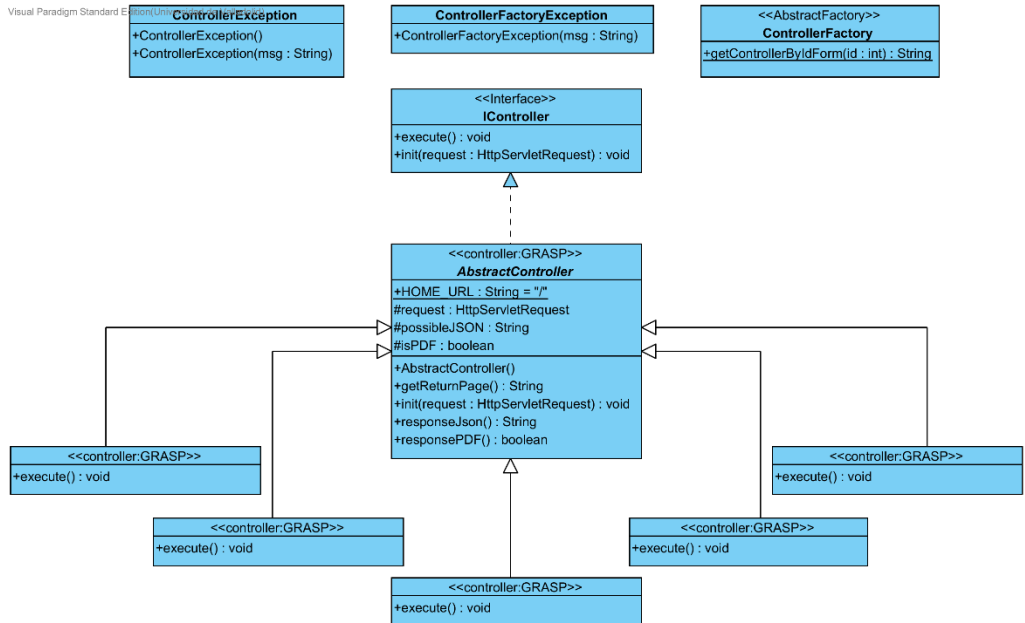 Visual Paradigm Standard Edition(Universidad
ControllerException
+ControllerException()
+ControllerException(msg : String)
ControllerFactoryException
+ControllerFactoryException(msg : String)
<<AbstractFactory>>
ControllerFactory
+getControllerByIdForm(id : int) : String
<<Interface>>
IController
+execute() : void
+init(request : HttpServletRequest) : void
<<controller:GRASP>>
AbstractController
+HOME_URL : String = "/"
#request : HttpServletRequest
#possibleJSON : String
#isPDF : boolean
+AbstractController()
+getReturnPage() : String
+init(request : HttpServletRequest) : void
+responseJson() : String
+responsePDF() : boolean
<<controller:GRASP>>
+execute() : void
<<controller:GRASP>>
+execute() : void
<<controller:GRASP>>
+execute() : void
<<controller:GRASP>>
+execute() : void
<<controller:GRASP>>
+execute() : void